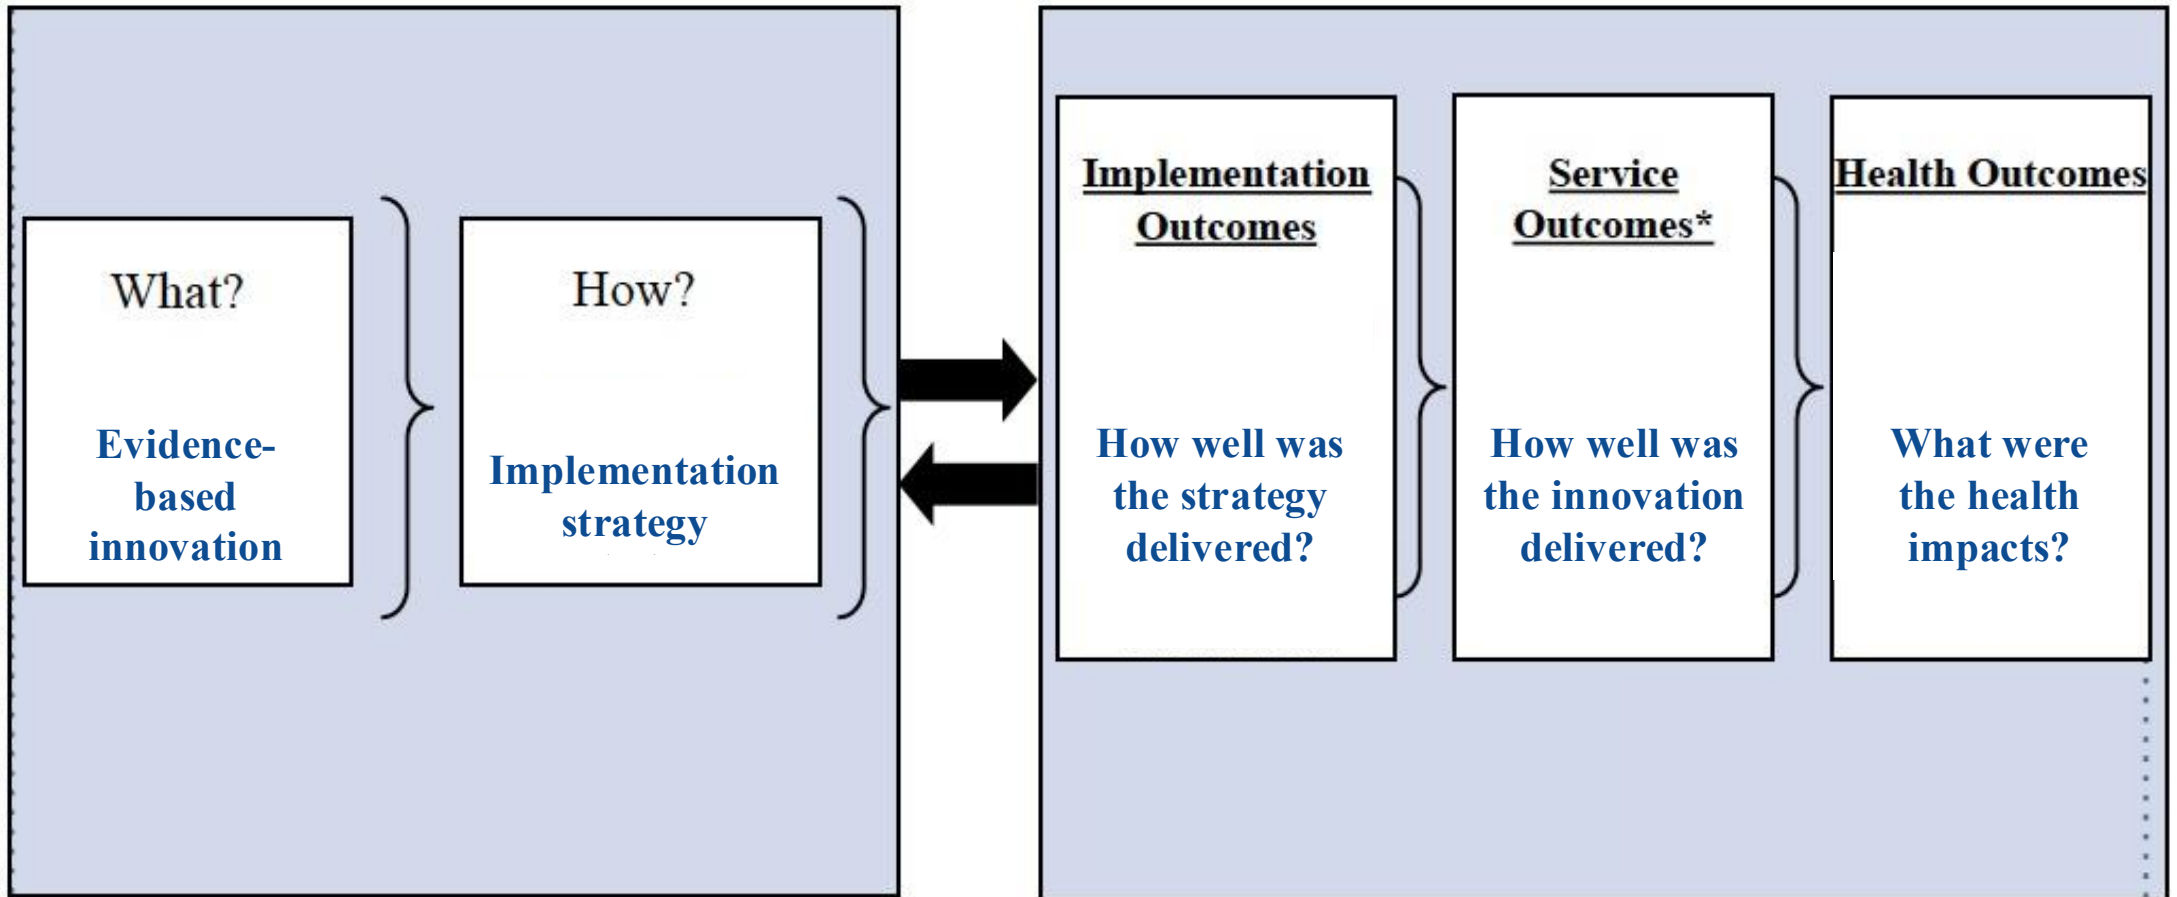 What?
Evidence-
based
innovation
How?
Implementation
strategy
Implementation
Outcomes
How well was
the strategy
delivered?
Service
Outcomes*
How well was
the innovation
delivered?
Health Outcomes
What were
the health
impacts?